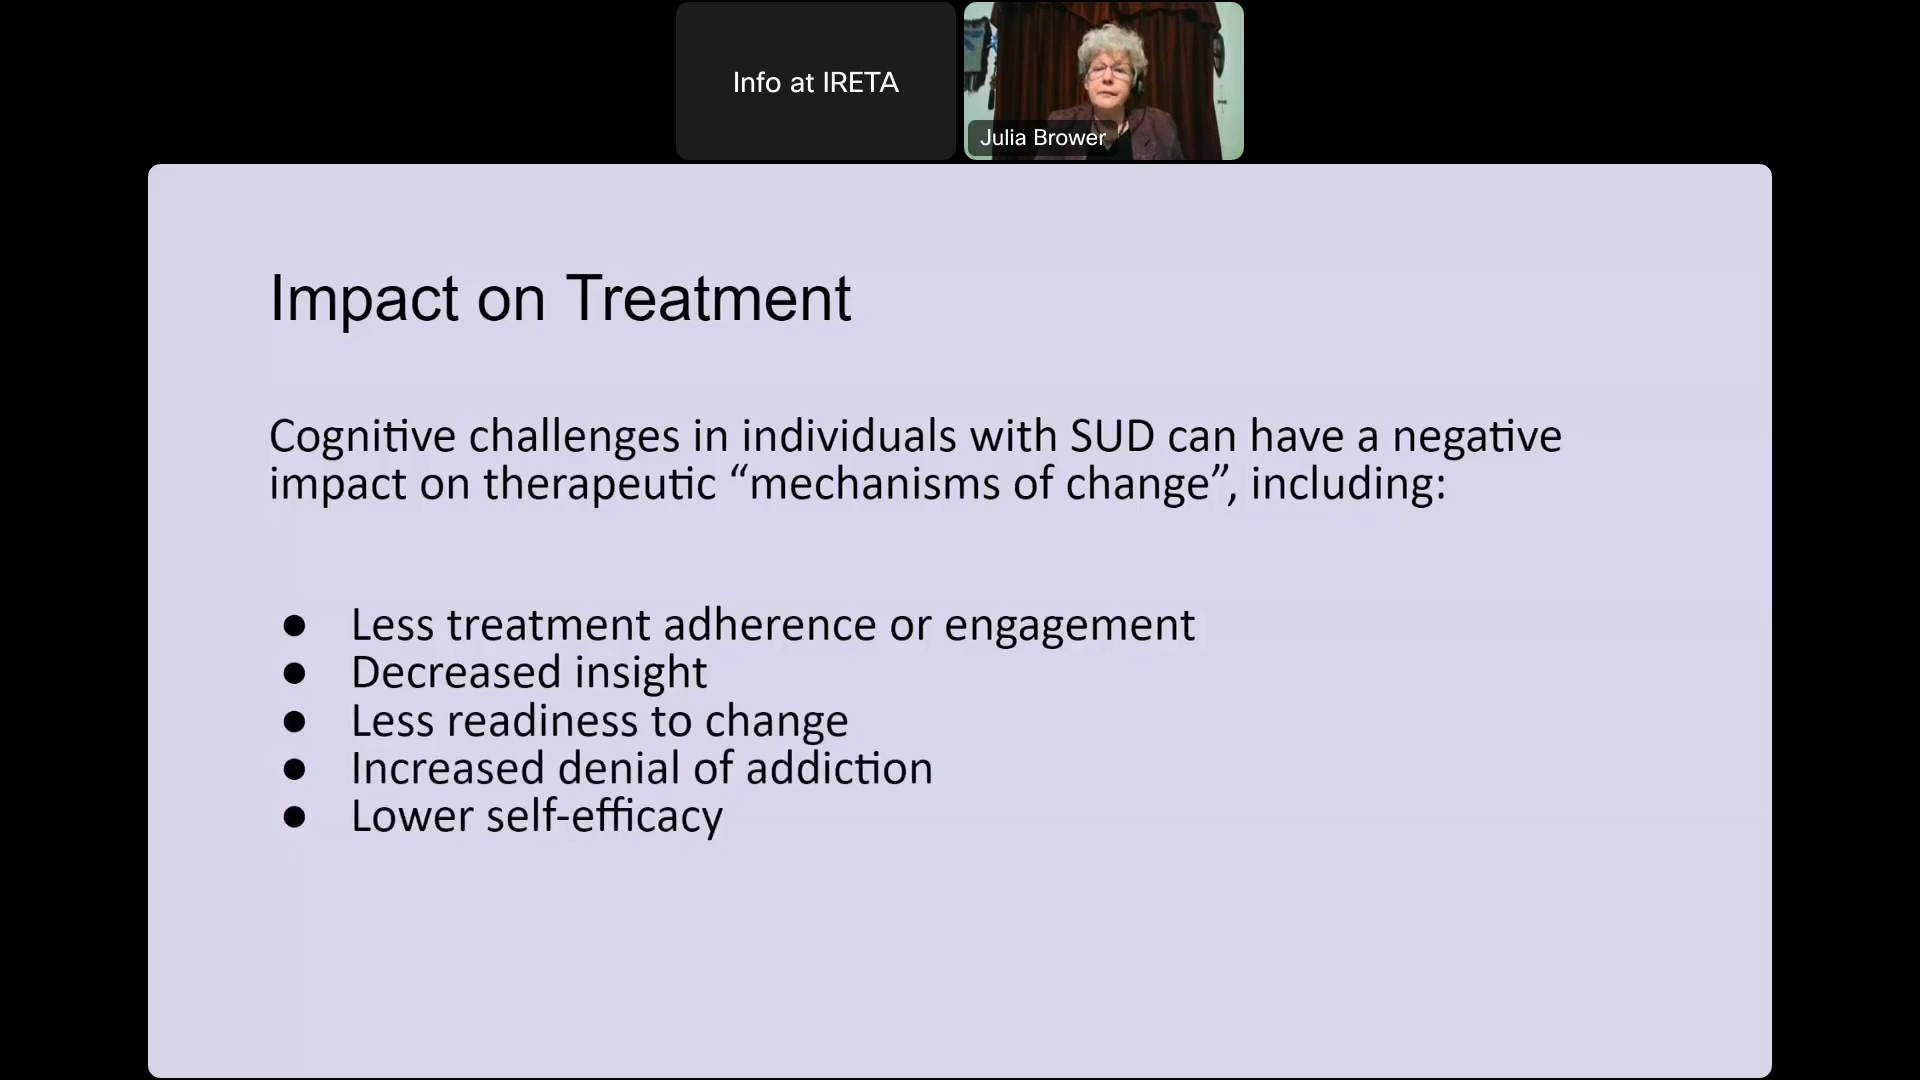 Info at IRETA
Julia Brower
Impact on Treatment
Cognitive challenges in individuals with SUD can have a negative
impact on therapeutic “mechanisms of change”, including:
● Less treatment adherence or engagement
● Decreased insight
● Less readiness to change
● Increased denial of addiction
● Lower self-efficacy